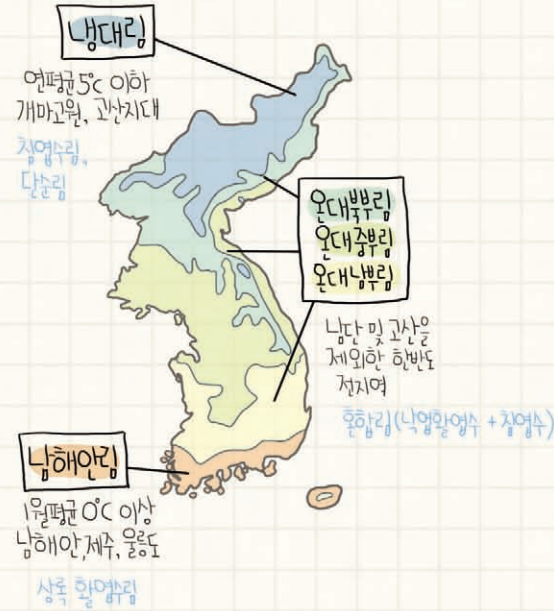 냉대림
연평균 5℃ 이하
개마고원, 고산지대
침엽수림,
단순림
온대북부림
온대중부림
온대남부림
남단 및 고산을
제외한 한반도
전지역
혼합림(낙엽활엽수 + 침엽수)
남해안림
1월평균 0℃ 이상
남해안, 제주, 울릉도
상록 활엽수림